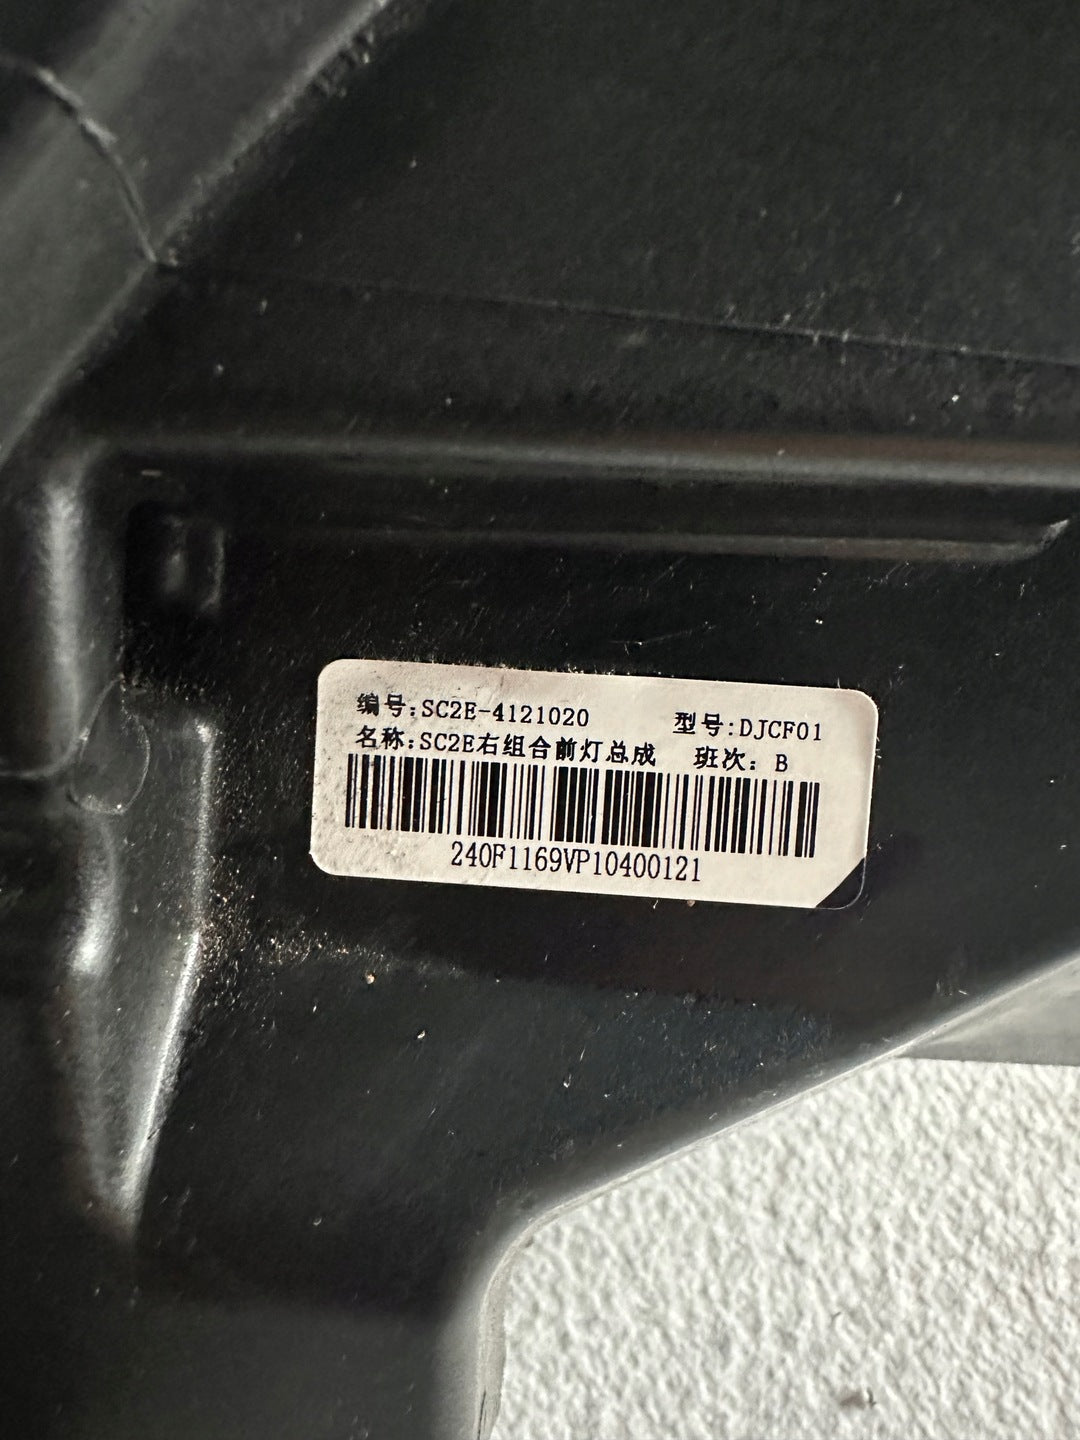 编号:SC2E-4121020 型号:DJCF01
名称:SC2E右组合前灯总成 班次: B
240F1169VP10400121